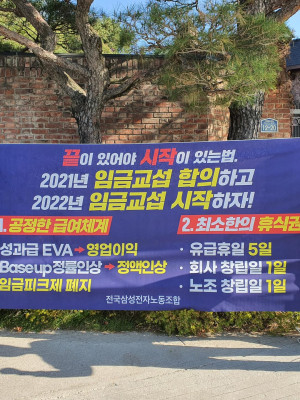 끝이 있어야 시작이 있는법.
2021년 임금교섭 합의하고
2022년 임금교섭 시작하자!
1. 공정한 급여체계
성과급 EVA → 영업이익
Base up정률인상 → 정액인상
임금피크제 폐지
2. 최소한의 휴식권
· 유급휴일 5일
· 회사 창립일 1일
· 노조 창립일 1일
전국삼성전자노동조합